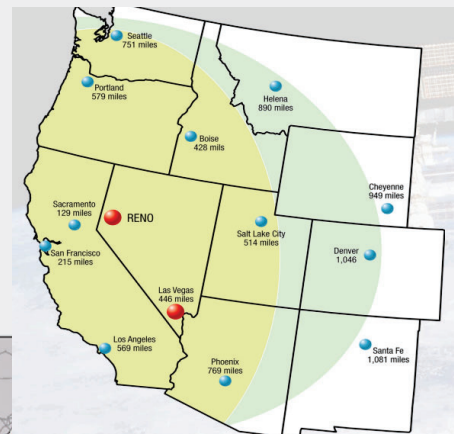 Seattle
751 miles
Portland
579 miles
Helena
890 miles
Boise
428 mils
Cheyenne
949 miles
Sacramento
129 miles
RENO
Salt Lake City
514 miles
San Francisco
215 miles
Denver
1,046
Las Vegas
446 miles
Los Angeles
569 miles
Santa Fe
1,081 miles
Phoenix
769 miles